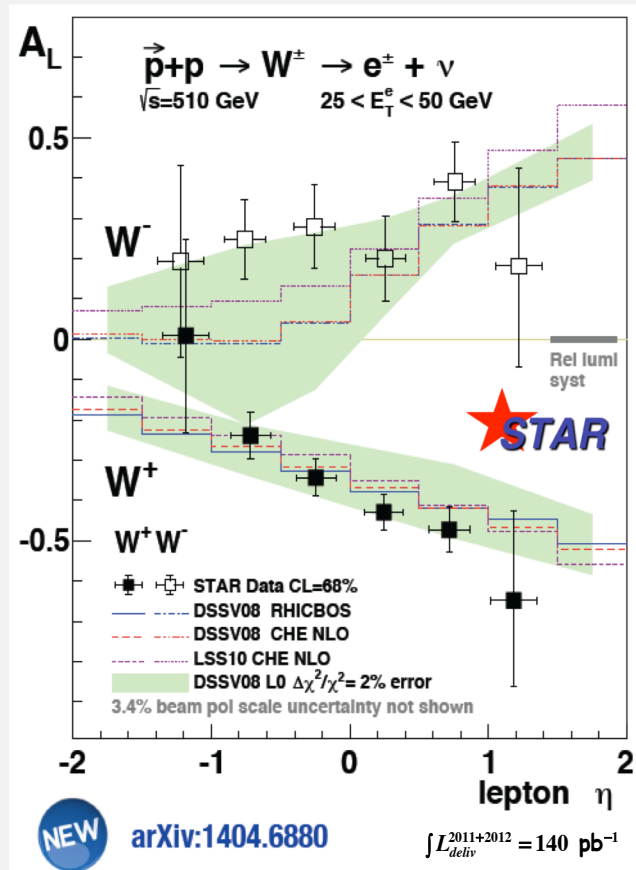 A_L
p⃗+p → W^± → e^± + ν
√s=510 GeV 25 < E_T^e < 50 GeV
0.5
W^-
0
Rel lumi
syst
STAR
W^+
-0.5
W^+ W^-
STAR Data CL=68%
DSSV08 RHICBOS
DSSV08 CHE NLO
LSS10 CHE NLO
DSSV08 L0 Δχ²/χ²= 2% error
3.4% beam pol scale uncertainty not shown
-2 -1 0 1 2
lepton η
NEW arXiv:1404.6880 ∫L_{deliv}^{2011+2012} = 140 pb⁻¹